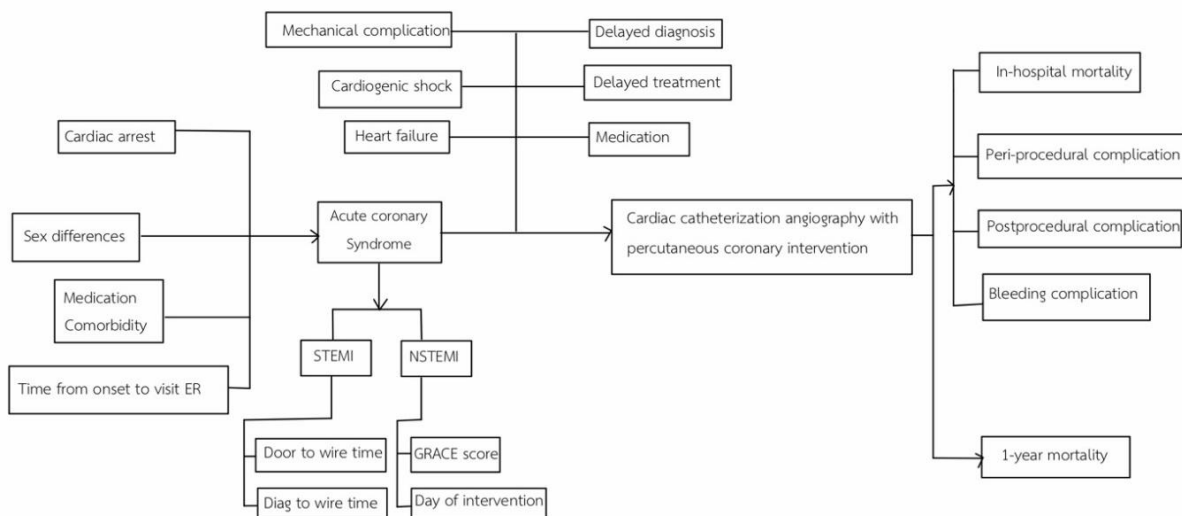 Mechanical complication
Delayed diagnosis
Cardiogenic shock
Delayed treatment
Heart failure
Medication
Cardiac arrest
Sex differences
Medication
Comorbidity
Time from onset to visit ER
Acute coronary
Syndrome
STEMI
NSTEMI
Door to wire time
Diag to wire time
GRACE score
Day of intervention
Cardiac catheterization angiography with
percutaneous coronary intervention
In-hospital mortality
Peri-procedural complication
Postprocedural complication
Bleeding complication
1-year mortality